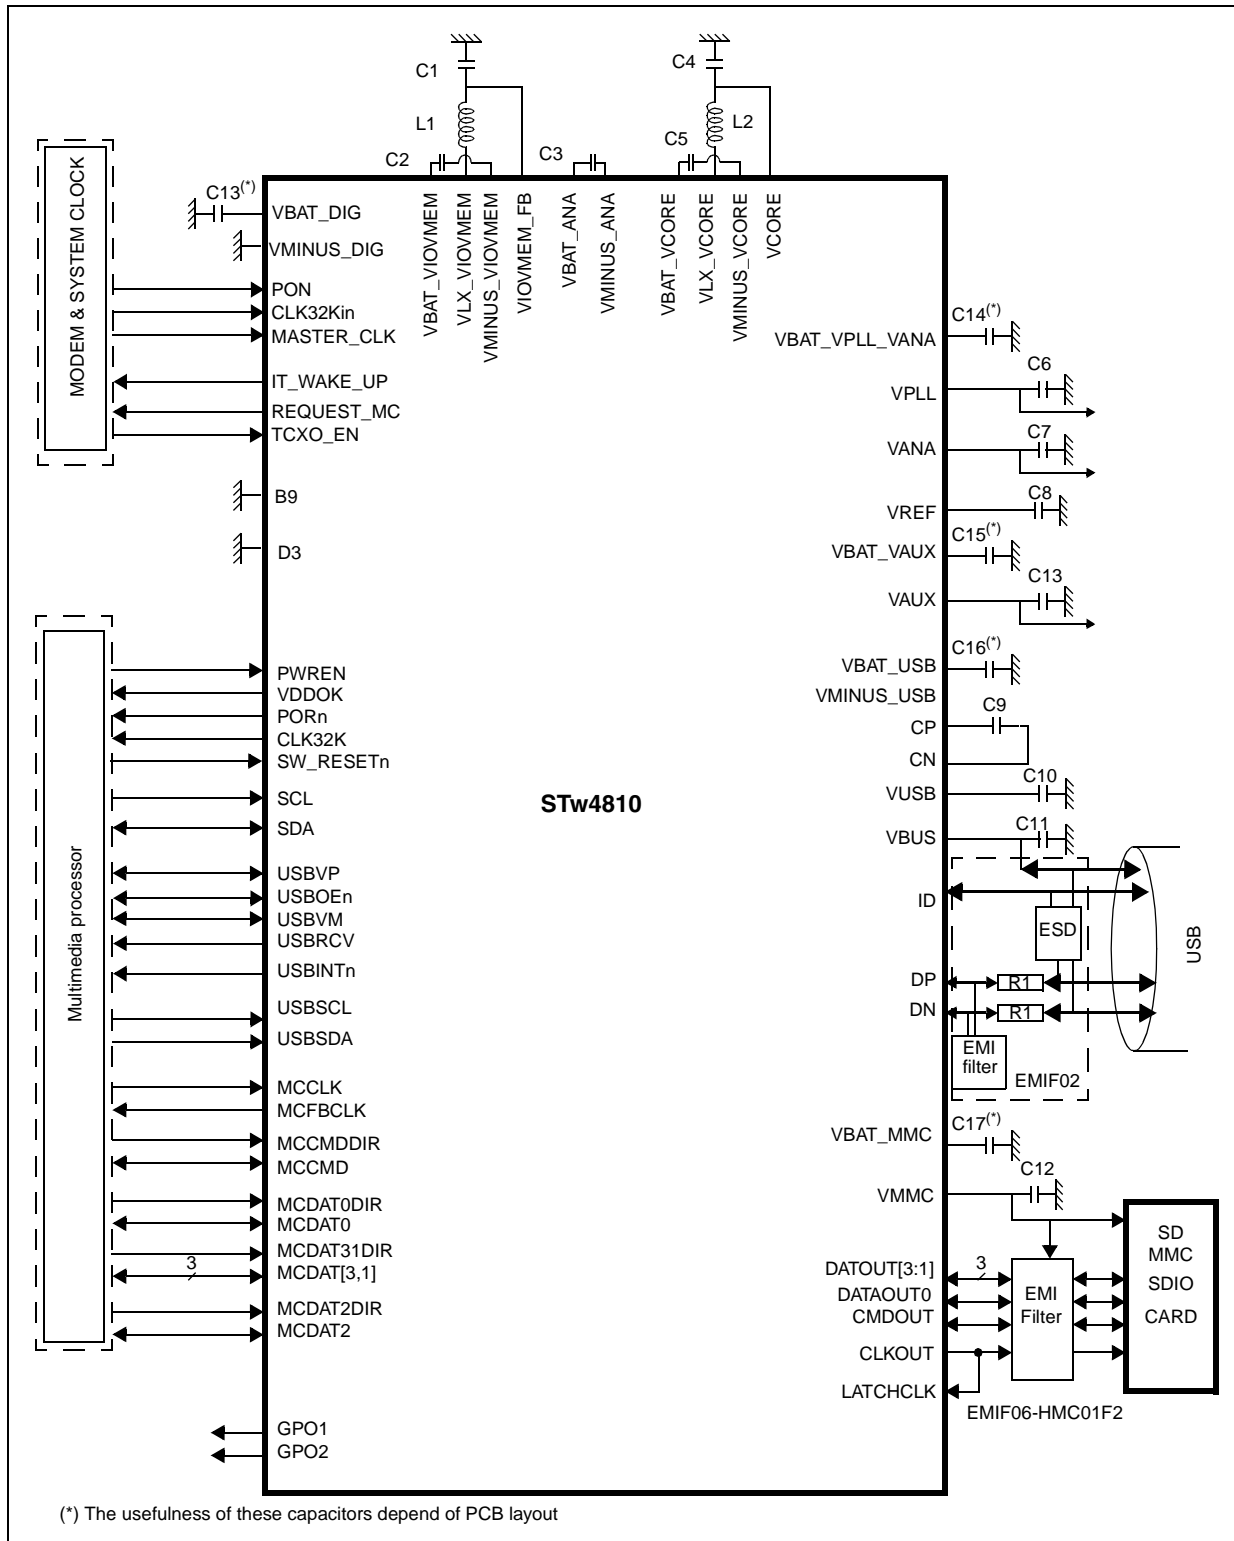 C1
C4
L1
L2
C2
C3
C5
MODEM & SYSTEM CLOCK
C13(*)
VBAT_DIG
VMINUS_DIG
PON
CLK32Kin
MASTER_CLK
IT_WAKE_UP
REQUEST_MC
TCXO_EN
B9
D3
VBAT_VIOVMEM
VLX_VIOVMEM
VMINUS_VIOVMEM
VIOVMEM_FB
VBAT_ANA
VMINUS_ANA
VBAT_VCORE
VLX_VCORE
VMINUS_VCORE
VCORE
Multimedia processor
PWREN
VDDOK
PORn
CLK32K
SW_RESETn
SCL
SDA
USBVP
USBOEn
USBVM
USBRCV
USBINTn
USBSCL
USBSDA
MCCLK
MCFBCLK
MCCMDDIR
MCCMD
MCDAT0DIR
MCDAT0
MCDAT31DIR
3
MCDAT[3,1]
MCDAT2DIR
MCDAT2
GPO1
GPO2
STw4810
C14(*)
VBAT_VPLL_VANA
C6
VPLL
C7
VANA
C8
VREF
C15(*)
VBAT_VAUX
C13
VAUX
C16(*)
VBAT_USB
VMINUS_USB
C9
CP
CN
C10
VUSB
C11
VBUS
ID
ESD
USB
DP
R1
DN
R1
EMI
filter
EMIF02
C17(*)
VBAT_MMC
C12
VMMC
DATOUT[3:1]
3
DATAOUT0
CMDOUT
CLKOUT
LATCHCLK
EMI
Filter
SD
MMC
SDIO
CARD
EMIF06-HMC01F2
(*) The usefulness of these capacitors depend of PCB layout